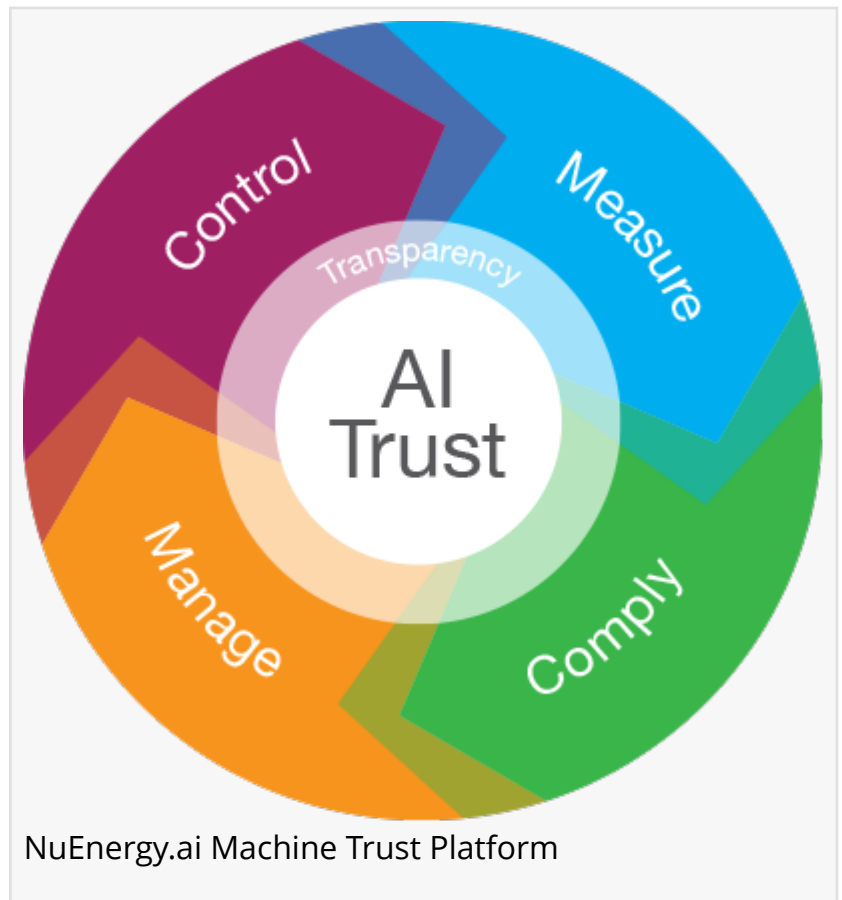 Control
Measure
Transparency
AI
Trust
Manage
Comply
NuEnergy.ai Machine Trust Platform